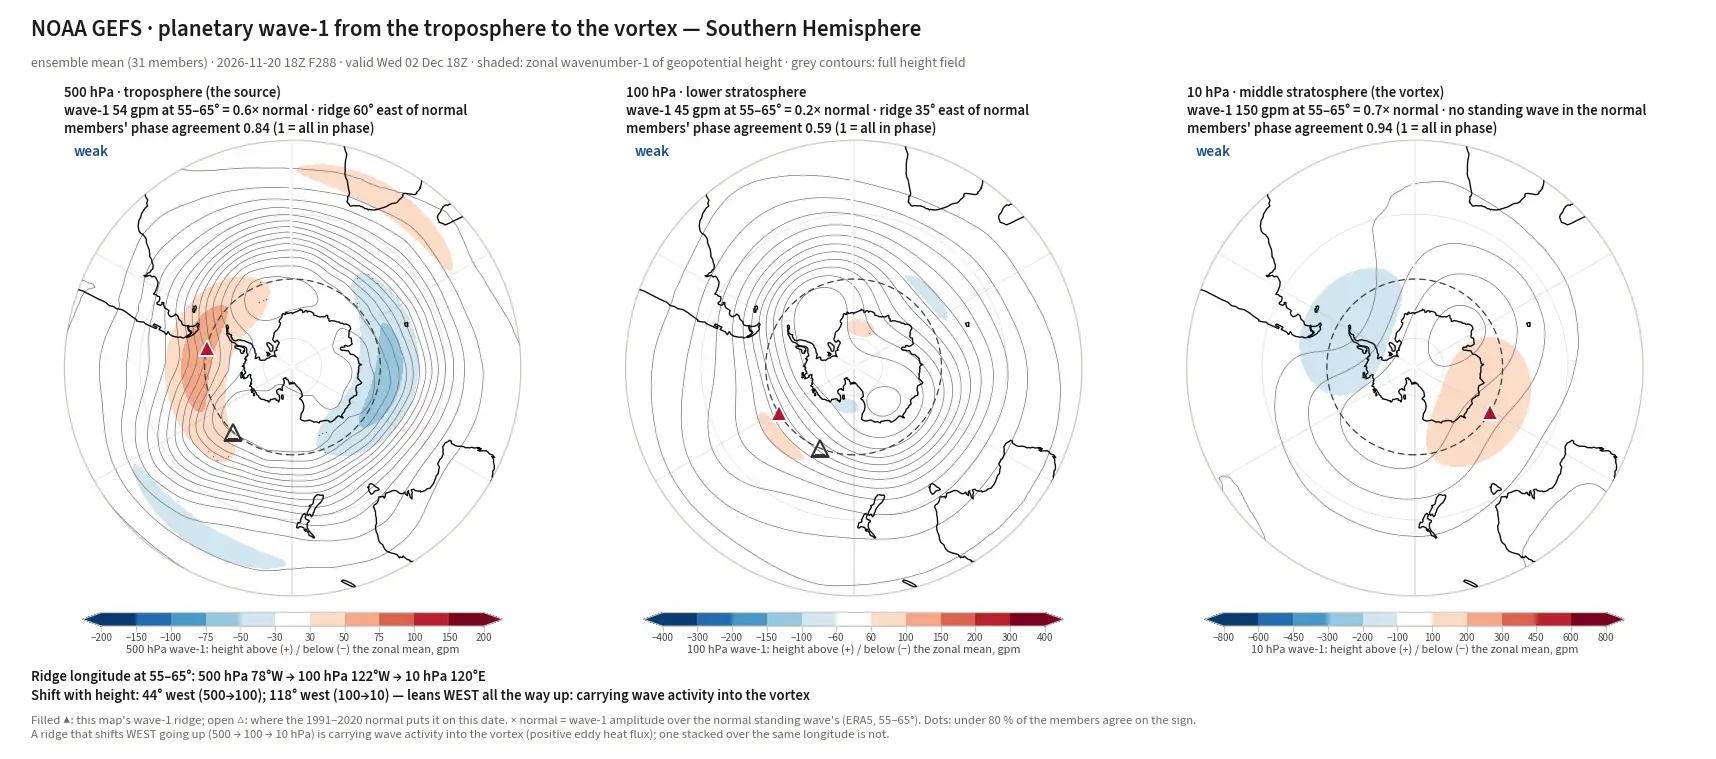 NOAA GEFS · planetary wave-1 from the troposphere to the vortex — Southern Hemisphere
ensemble mean (31 members) · 2026-11-20 18Z F288 · valid Wed 02 Dec 18Z · shaded: zonal wavenumber-1 of geopotential height · grey contours: full height field
500 hPa · troposphere (the source)
wave-1 54 gpm at 55–65° = 0.6× normal · ridge 60° east of normal
members' phase agreement 0.84 (1 = all in phase)
weak
100 hPa · lower stratosphere
wave-1 45 gpm at 55–65° = 0.2× normal · ridge 35° east of normal
members' phase agreement 0.59 (1 = all in phase)
weak
10 hPa · middle stratosphere (the vortex)
wave-1 150 gpm at 55–65° = 0.7× normal · no standing wave in the normal
members' phase agreement 0.94 (1 = all in phase)
weak
−200 −150 −100 −75 −50 −30 30 50 75 100 150 200
500 hPa wave-1: height above (+) / below (−) the zonal mean, gpm
−400 −300 −200 −150 −100 −60 60 100 150 200 300 400
100 hPa wave-1: height above (+) / below (−) the zonal mean, gpm
−800 −600 −450 −300 −200 −100 100 200 300 450 600 800
10 hPa wave-1: height above (+) / below (−) the zonal mean, gpm
Ridge longitude at 55–65°: 500 hPa 78°W → 100 hPa 122°W → 10 hPa 120°E
Shift with height: 44° west (500→100); 118° west (100→10) — leans WEST all the way up: carrying wave activity into the vortex
Filled ▲: this map's wave-1 ridge; open △: where the 1991–2020 normal puts it on this date. × normal = wave-1 amplitude over the normal standing wave's (ERA5, 55–65°). Dots: under 80 % of the members agree on the sign.
A ridge that shifts WEST going up (500 → 100 → 10 hPa) is carrying wave activity into the vortex (positive eddy heat flux); one stacked over the same longitude is not.